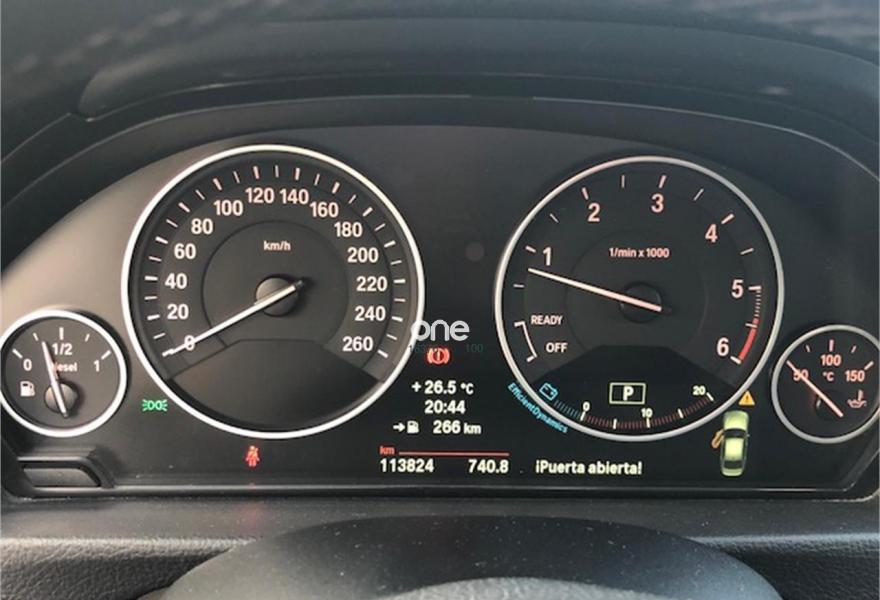 0 20 40 60 80 100 120 140 160 180 200 220 240 260
km/h
1 2 3 4 5 6
1/min x 1000
READY
OFF
0 1/2 1
50 100 150
°C
one
100
+ 26.5 °C
20:44
266 km
P
0 10 20
EfficientDynamics
km
113824 740.8 ¡Puerta abierta!